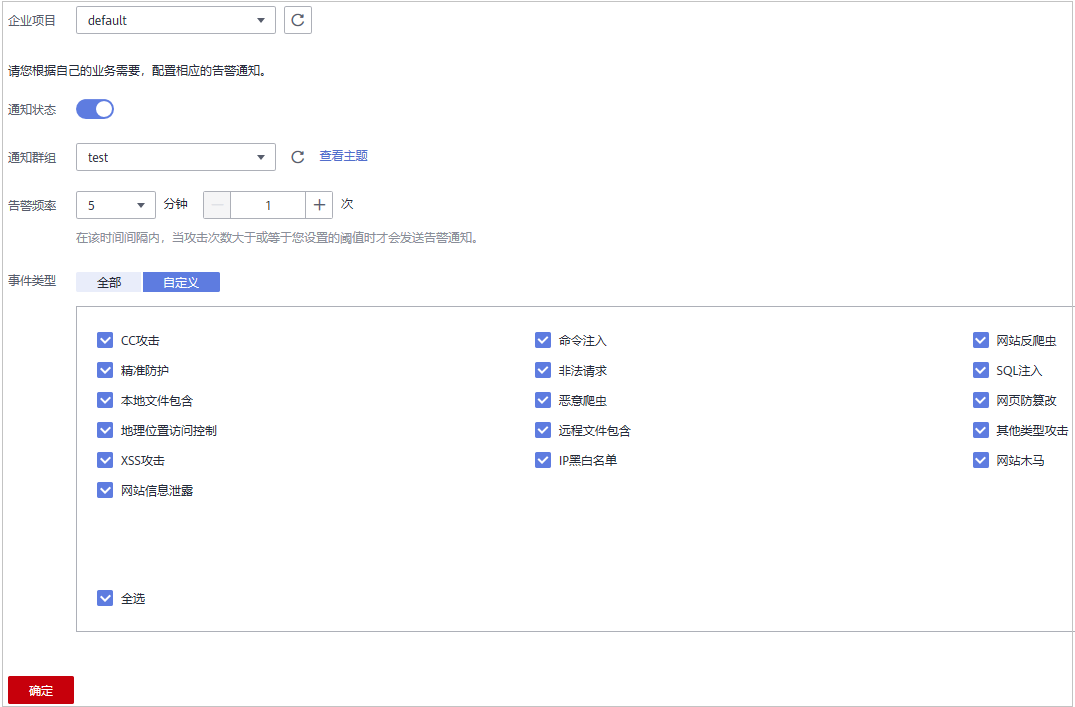 企业项目 default
请您根据自己的业务需要，配置相应的告警通知。
通知状态
通知群组 test 查看主题
告警频率 5 分钟 1 次
在该时间间隔内，当攻击次数大于或等于您设置的阈值时才会发送告警通知。
事件类型 全部 自定义
CC攻击 命令注入 网站反爬虫
精准防护 非法请求 SQL注入
本地文件包含 恶意爬虫 网页防篡改
地理位置访问控制 远程文件包含 其他类型攻击
XSS攻击 IP黑白名单 网站木马
网站信息泄露
全选
确定